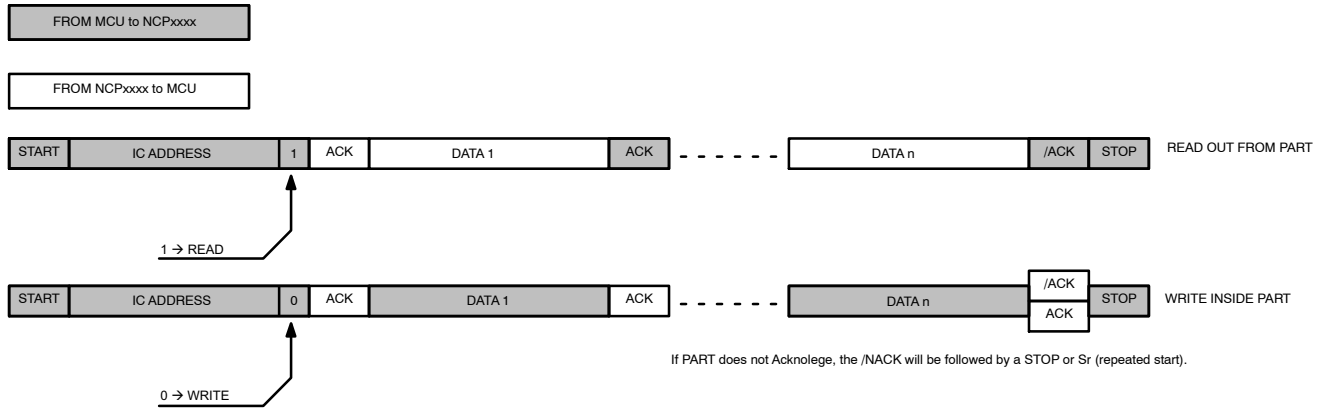 FROM MCU to NCPxxxx
FROM NCPxxxx to MCU
START IC ADDRESS 1 ACK DATA 1 ACK DATA n /ACK STOP READ OUT FROM PART
1 → READ
START IC ADDRESS 0 ACK DATA 1 ACK DATA n /ACK ACK STOP WRITE INSIDE PART
If PART does not Acknolege, the /NACK will be followed by a STOP or Sr (repeated start).
0 → WRITE